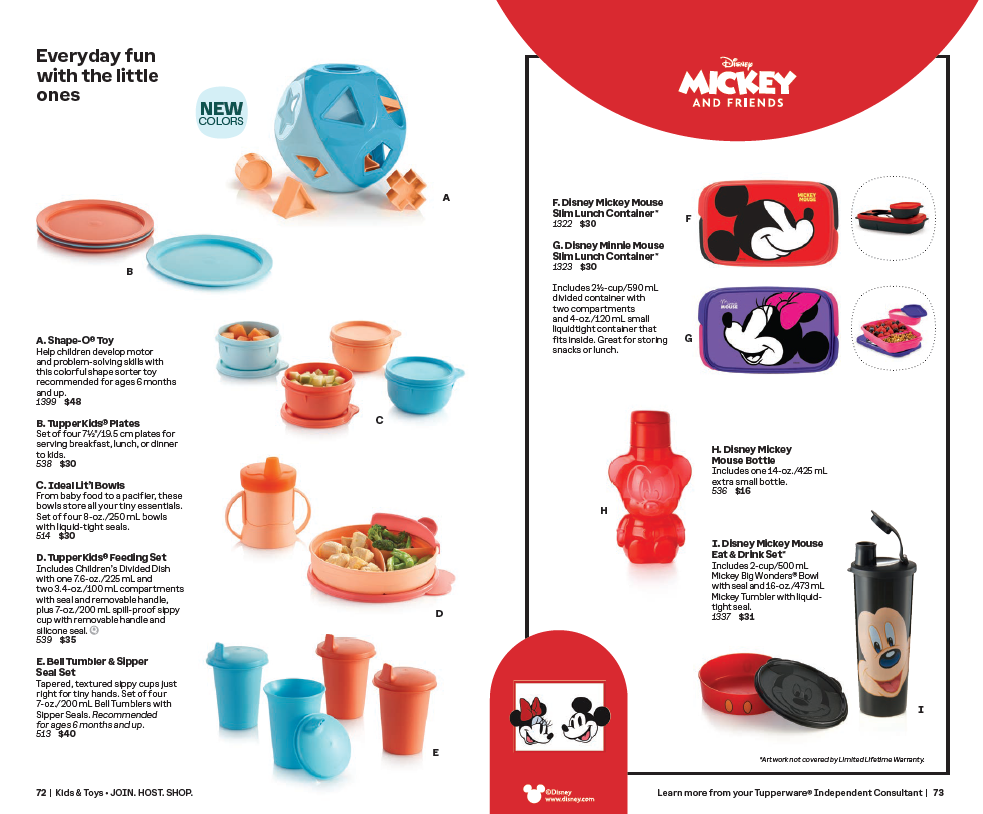 Everyday fun
with the little
ones
NEW
COLORS
A
B
A. Shape-O® Toy
Help children develop motor
and problem-solving skills with
this colorful shape sorter toy
recommended for ages 6 months
and up.
1399 $48
B. TupperKids® Plates
Set of four 7½"/19.5 cm plates for
serving breakfast, lunch, or dinner
to kids.
538 $30
C. Ideal Lit'l Bowls
From baby food to a pacifier, these
bowls store all your tiny essentials.
Set of four 8-oz./250 mL bowls
with liquid-tight seals.
514 $30
D. TupperKids® Feeding Set
Includes Children's Divided Dish
with one 7.6-oz./225 mL and
two 3.4-oz./100 mL compartments
with seal and removable handle,
plus 7-oz./200 mL spill-proof sippy
cup with removable handle and
silicone seal.
539 $35
E. Bell Tumbler & Sipper
Seal Set
Tapered, textured sippy cups just
right for tiny hands. Set of four
7-oz./200 mL Bell Tumblers with
Sipper Seals. Recommended
for ages 6 months and up.
513 $40
C
D
E
72 | Kids & Toys • JOIN. HOST. SHOP.
Disney
MICKEY
AND FRIENDS
F. Disney Mickey Mouse
Slim Lunch Container*
1322 $30
G. Disney Minnie Mouse
Slim Lunch Container*
1323 $30
Includes 2½-cup/590 mL
divided container with
two compartments
and 4-oz./120 mL small
liquidtight container that
fits inside. Great for storing
snacks or lunch.
F
MICKEY
MOUSE
G
MOUSE
H
H. Disney Mickey
Mouse Bottle
Includes one 14-oz./425 mL
extra small bottle.
536 $16
I. Disney Mickey Mouse
Eat & Drink Set*
Includes 2-cup/500 mL
Mickey Big Wonders® Bowl
with seal and 16-oz./473 mL
Mickey Tumbler with liquid-
tight seal.
1337 $31
I
*Artwork not covered by Limited Lifetime Warranty.
©Disney
www.disney.com
Learn more from your Tupperware® Independent Consultant | 73